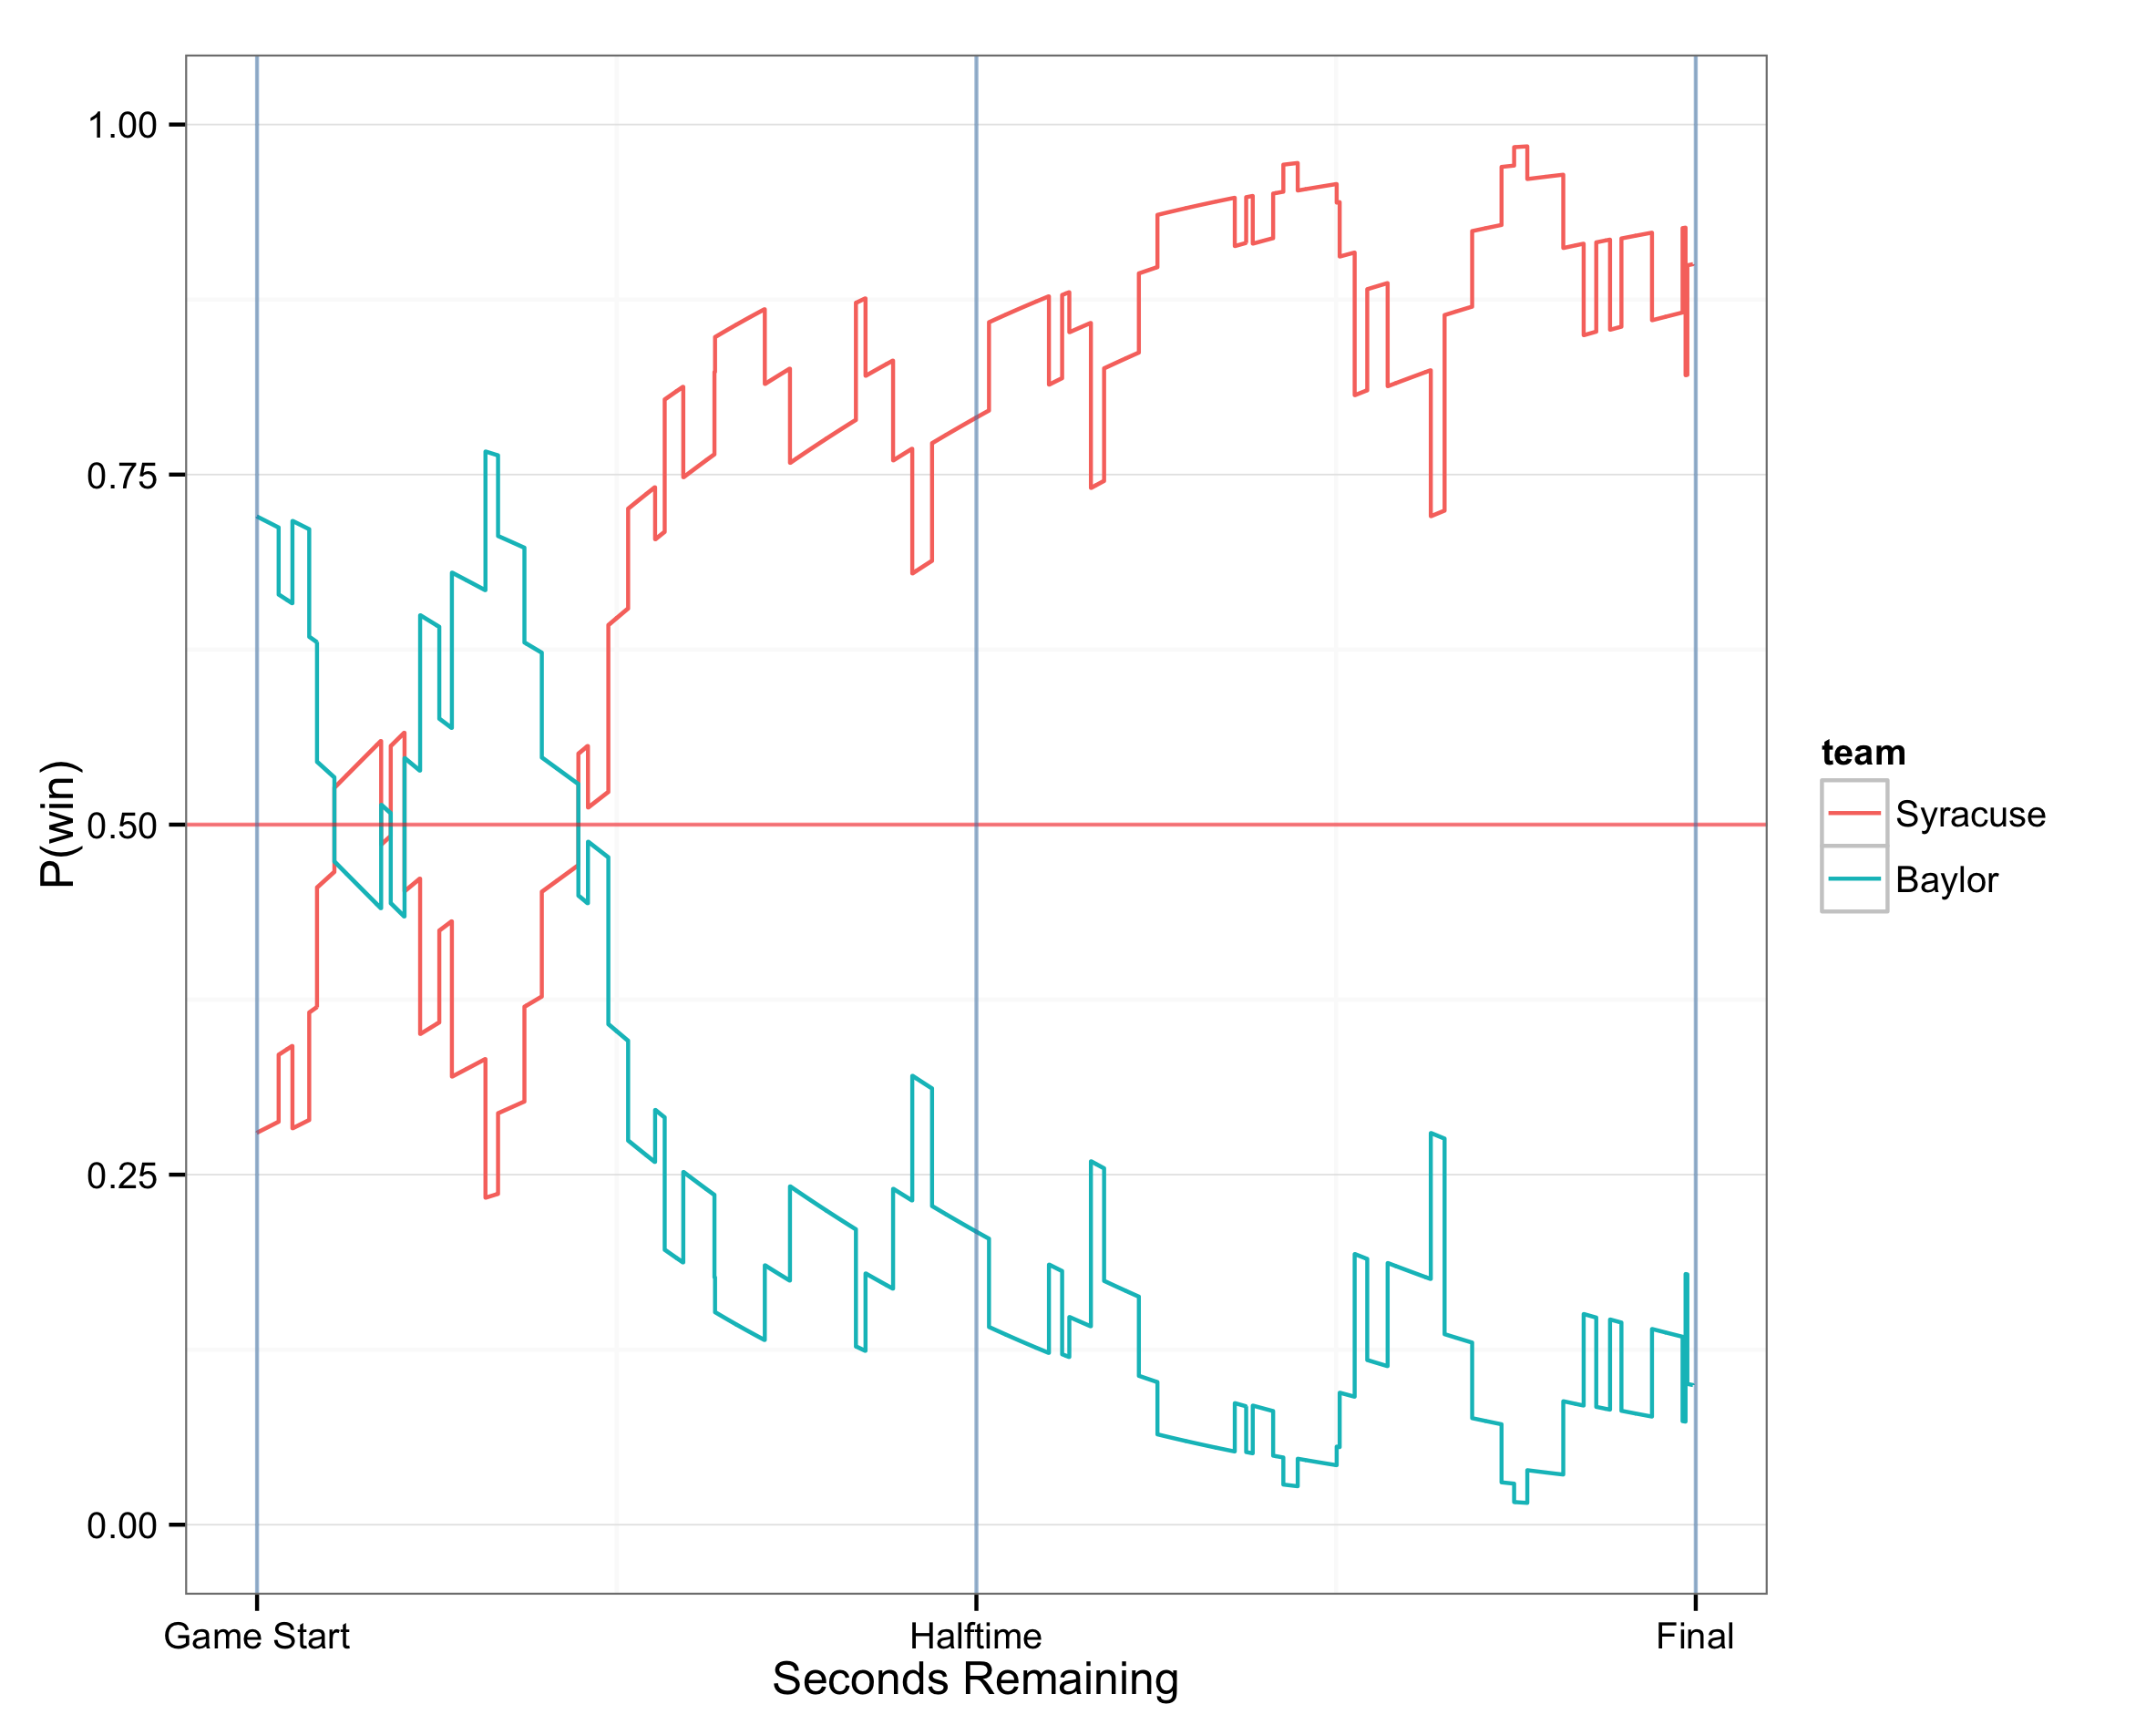 1.00
0.75
0.50
0.25
0.00
P(win)
Game Start
Halftime
Final
Seconds Remaining
team
Syracuse
Baylor